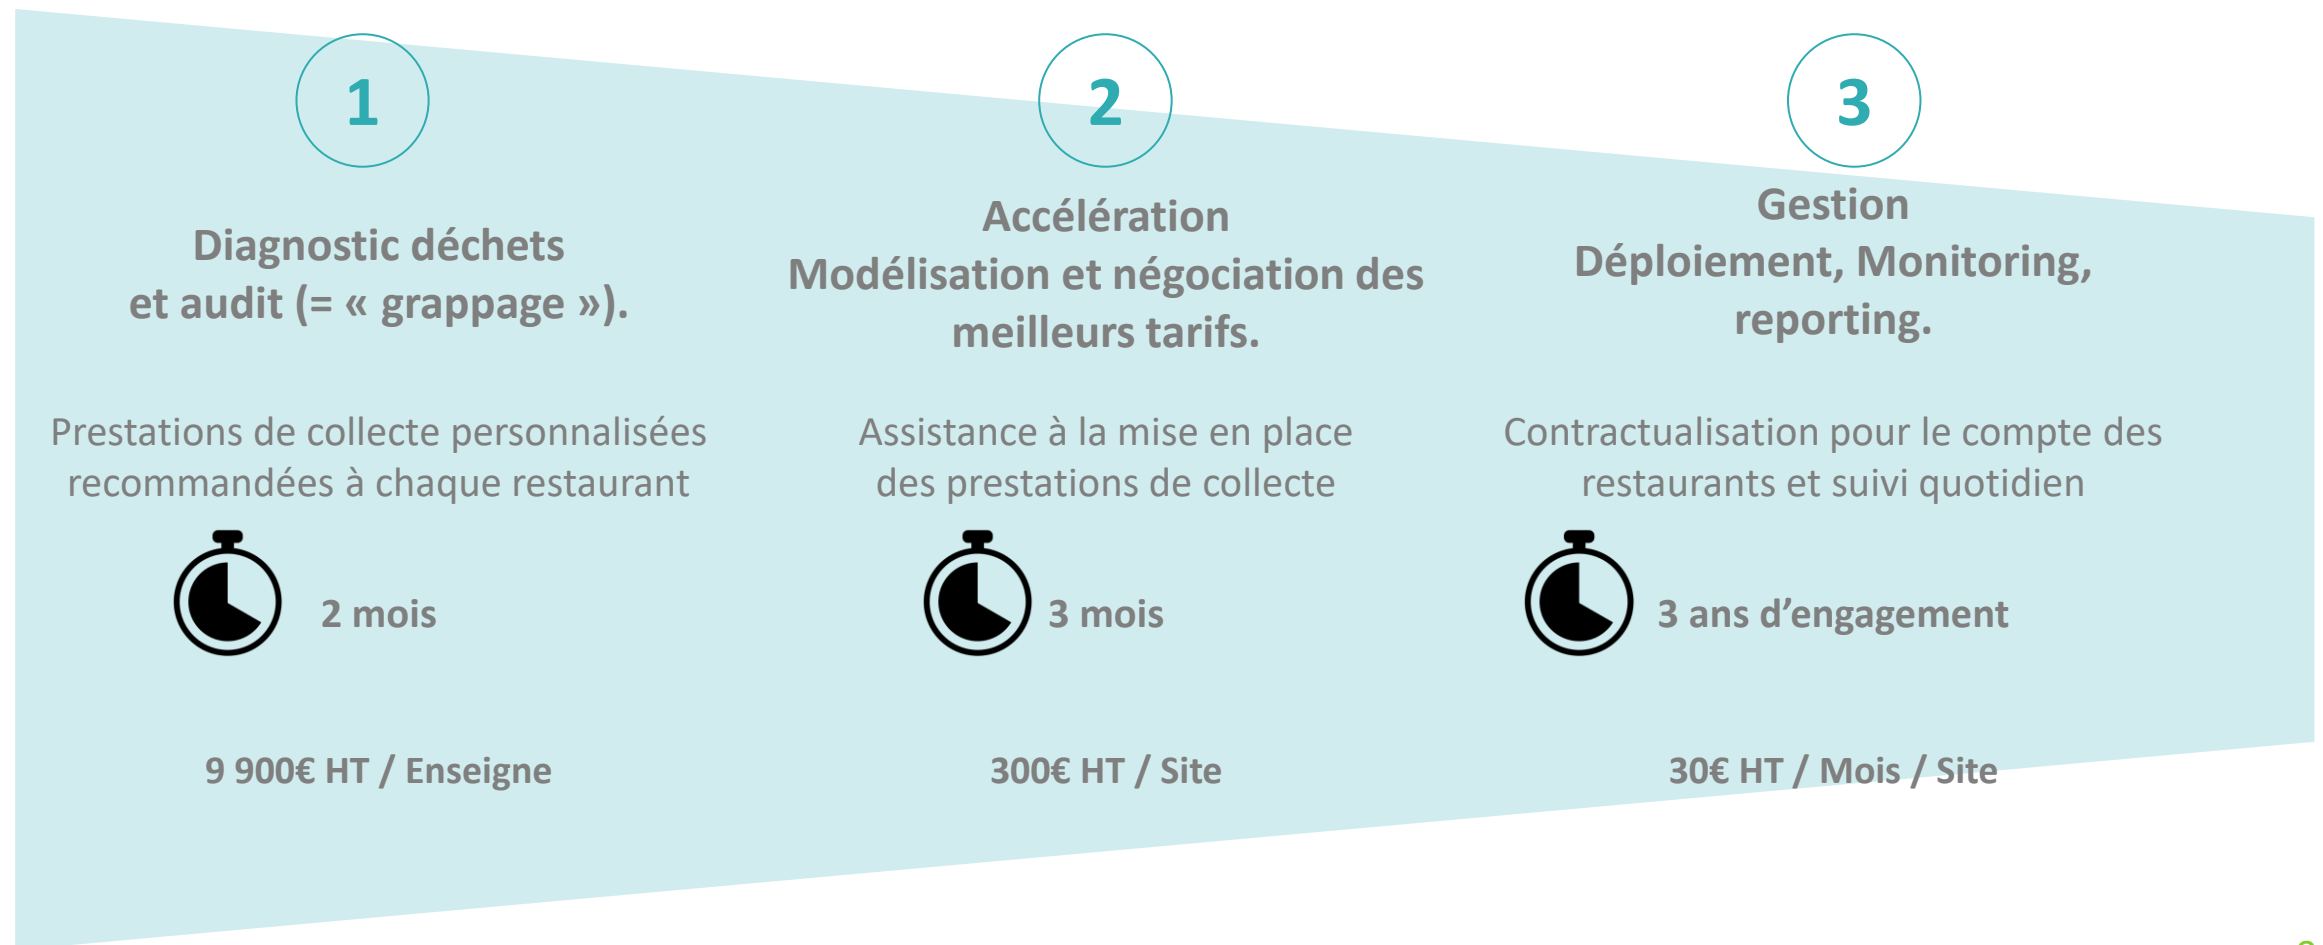 1
Diagnostic déchets
et audit (= « grappage »).
Prestations de collecte personnalisées
recommandées à chaque restaurant
2 mois
9 900€ HT / Enseigne
2
Accélération
Modélisation et négociation des
meilleurs tarifs.
Assistance à la mise en place
des prestations de collecte
3 mois
300€ HT / Site
3
Gestion
Déploiement, Monitoring,
reporting.
Contractualisation pour le compte des
restaurants et suivi quotidien
3 ans d’engagement
30€ HT / Mois / Site